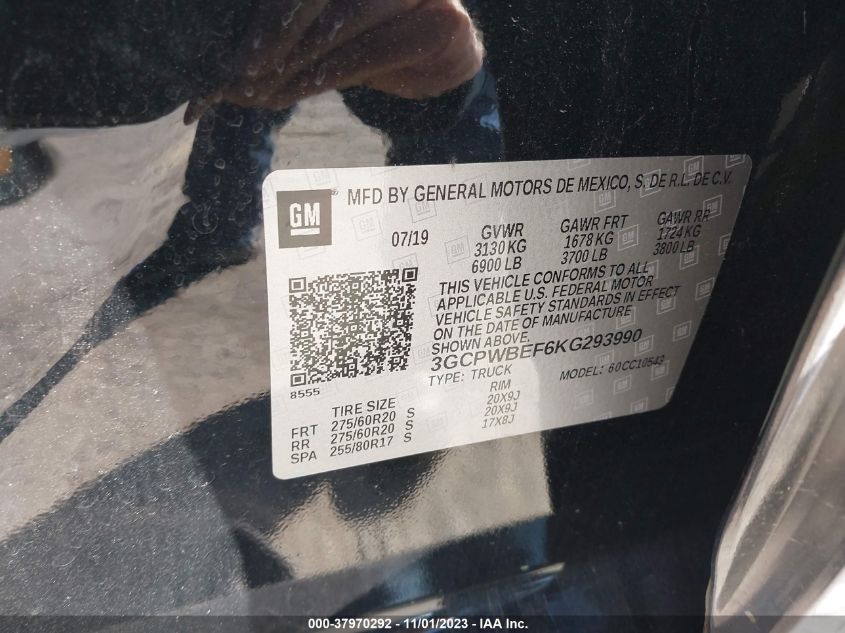 GM ® MFD BY GENERAL MOTORS DE MEXICO, S. DE R.L. DE C.V.
07/19 GVWR GAWR FRT GAWR RR
3130 KG 1678 KG 1724 KG
6900 LB 3700 LB 3800 LB
THIS VEHICLE CONFORMS TO ALL
APPLICABLE U.S. FEDERAL MOTOR
VEHICLE SAFETY STANDARDS IN EFFECT
ON THE DATE OF MANUFACTURE
SHOWN ABOVE.
3GCPWBEF6KG293990
8555 TYPE: TRUCK MODEL: 60CC10543
TIRE SIZE RIM
FRT 275/60R20 S 20X9J
RR 275/60R20 S 20X9J
SPA 255/80R17 S 17X8J
000-37970292 - 11/01/2023 - IAA Inc.